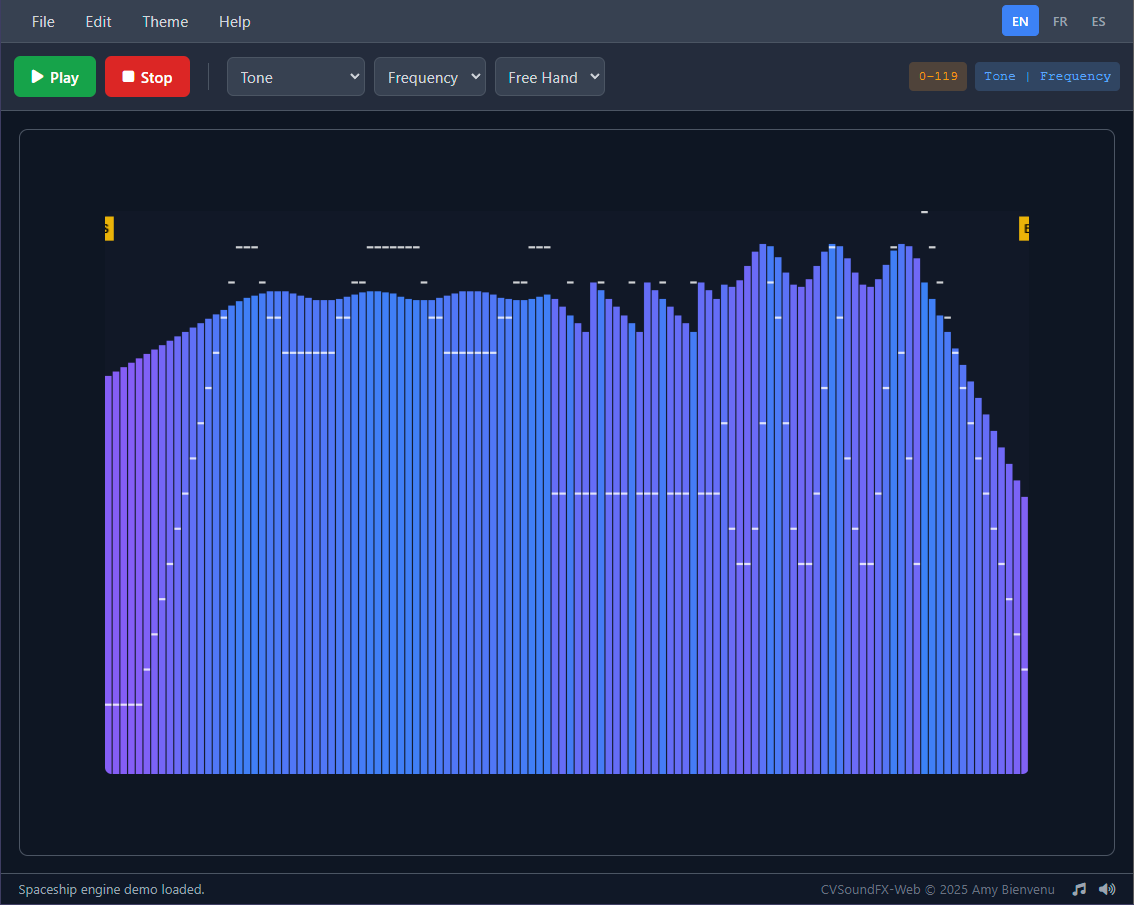 File Edit Theme Help EN FR ES
Play Stop Tone Frequency Free Hand 0-119 Tone | Frequency
Spaceship engine demo loaded. CVSoundFX-Web © 2025 Amy Bienvenu